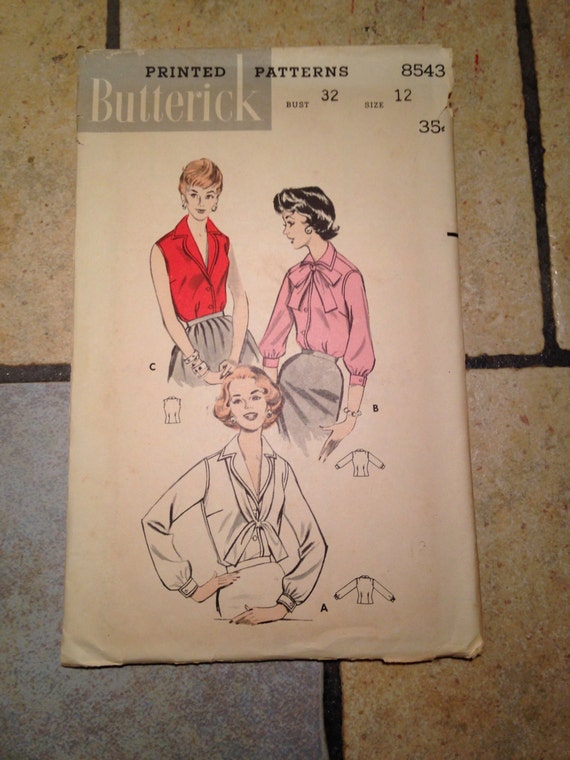 PRINTED PATTERNS 8543
Butterick BUST 32 SIZE 12
35¢
C
B
A